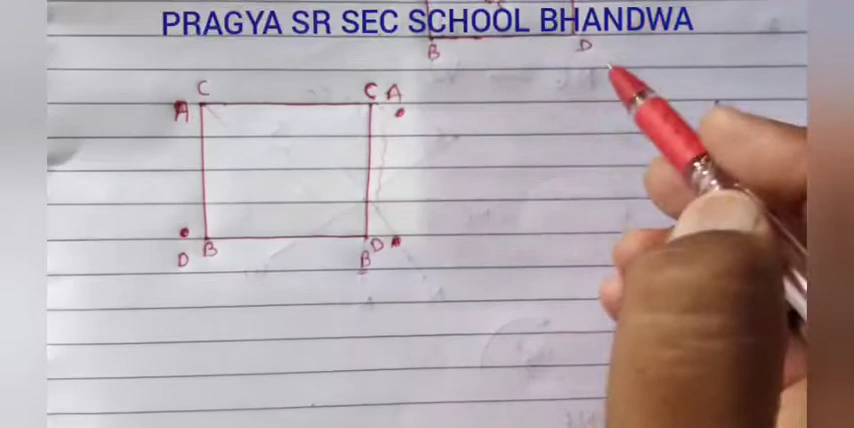 PRAGYA SR SEC SCHOOL BHANDWA
B D
C C A
A
D B D
B